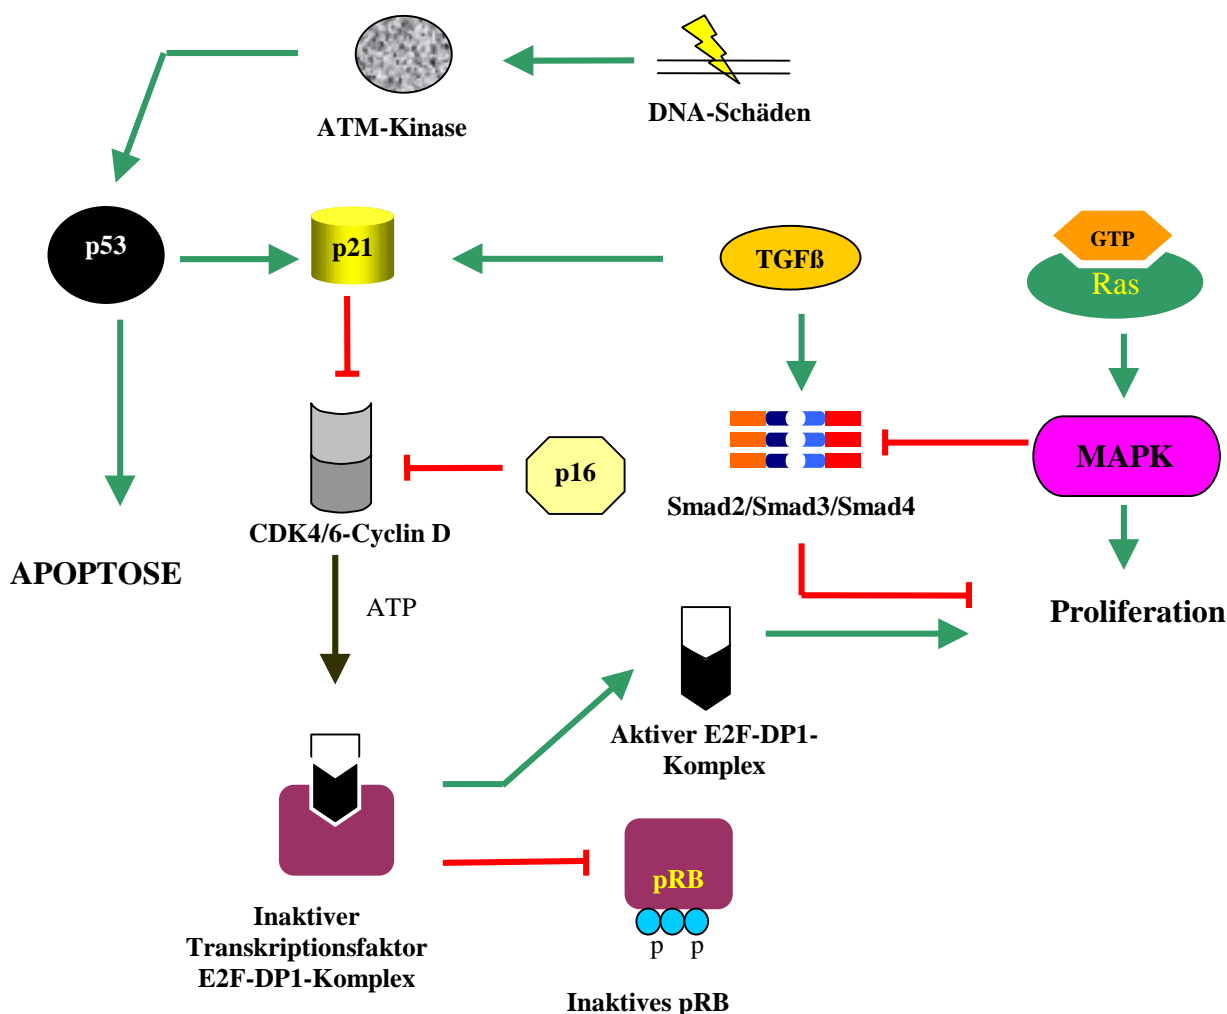 DNA-Schäden
ATM-Kinase
p53
p21
TGFß
GTP
Ras
MAPK
p16
Smad2/Smad3/Smad4
CDK4/6-Cyclin D
APOPTOSE
ATP
Proliferation
Aktiver E2F-DP1-
Komplex
pRB
p p
Inaktiver
Transkriptionsfaktor
E2F-DP1-Komplex
Inaktives pRB